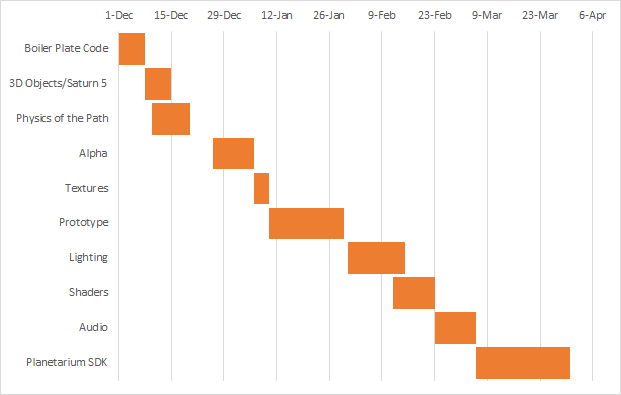 1-Dec 15-Dec 29-Dec 12-Jan 26-Jan 9-Feb 23-Feb 9-Mar 23-Mar 6-Apr
Boiler Plate Code
3D Objects/Saturn 5
Physics of the Path
Alpha
Textures
Prototype
Lighting
Shaders
Audio
Planetarium SDK